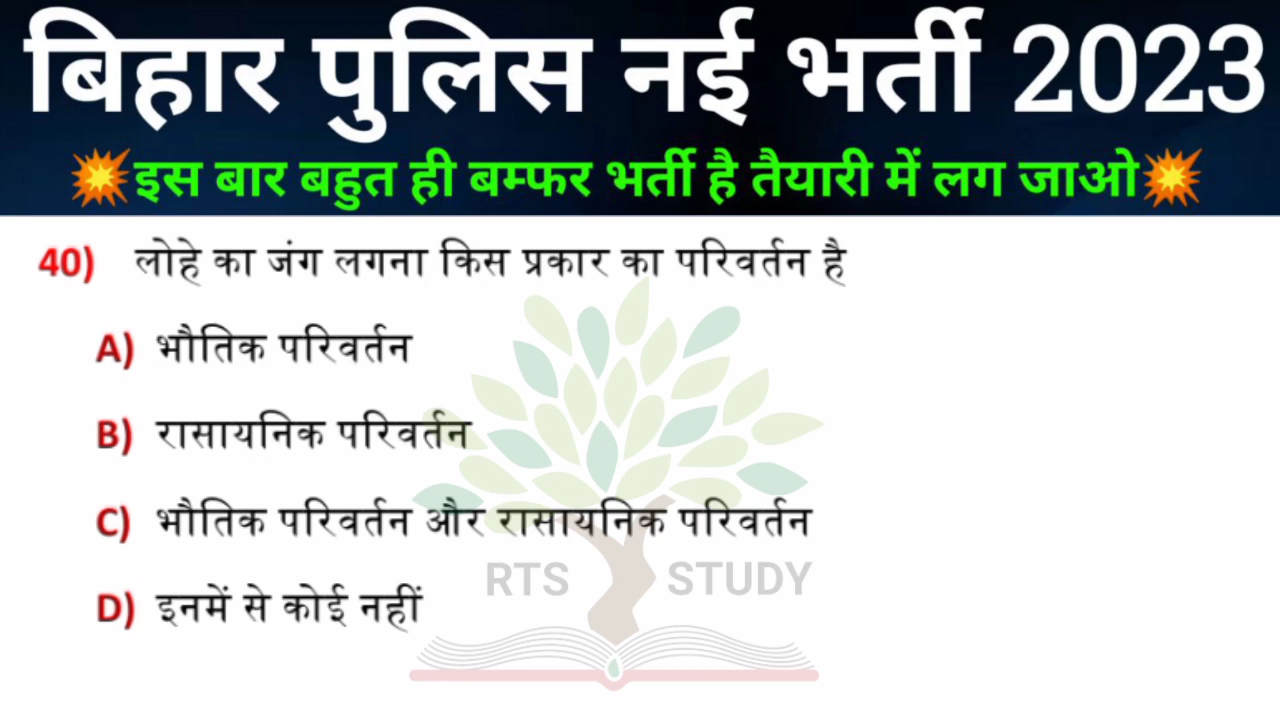 बिहार पुलिस नई भर्ती 2023
💥इस बार बहुत ही बम्फर भर्ती है तैयारी में लग जाओ💥
40) लोहे का जंग लगना किस प्रकार का परिवर्तन है
A) भौतिक परिवर्तन
B) रासायनिक परिवर्तन
C) भौतिक परिवर्तन और रासायनिक परिवर्तन
RTS STUDY
D) इनमें से कोई नहीं